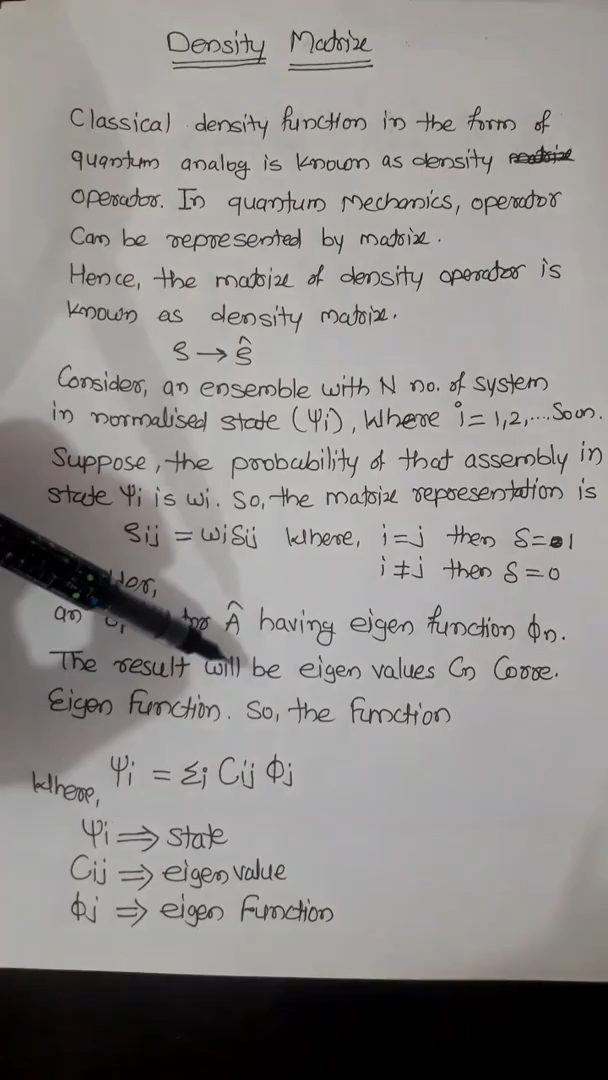 Density Matrix
Classical density function in the form of
quantum analog is known as density
operator. In quantum Mechanics, operator
Can be represented by matrix.
Hence, the matrix of density operator is
known as density matrix.
ρ → ρ̂
Consider, an ensemble with N no. of system
in normalised state (Ψi), Where i = 1,2,... Soon.
Suppose, the probability of that assembly in
state Ψi is wi. So, the matrix representation is
ρij = wiδij Where, i=j then δ=1
i≠j then δ=0
an Â having eigen function Φn.
The result will be eigen values Cn Corre.
Eigen Function. So, the function
Ψi = Σj Cij Φj
Where,
Ψi ⇒ state
Cij ⇒ eigen value
Φj ⇒ eigen Function